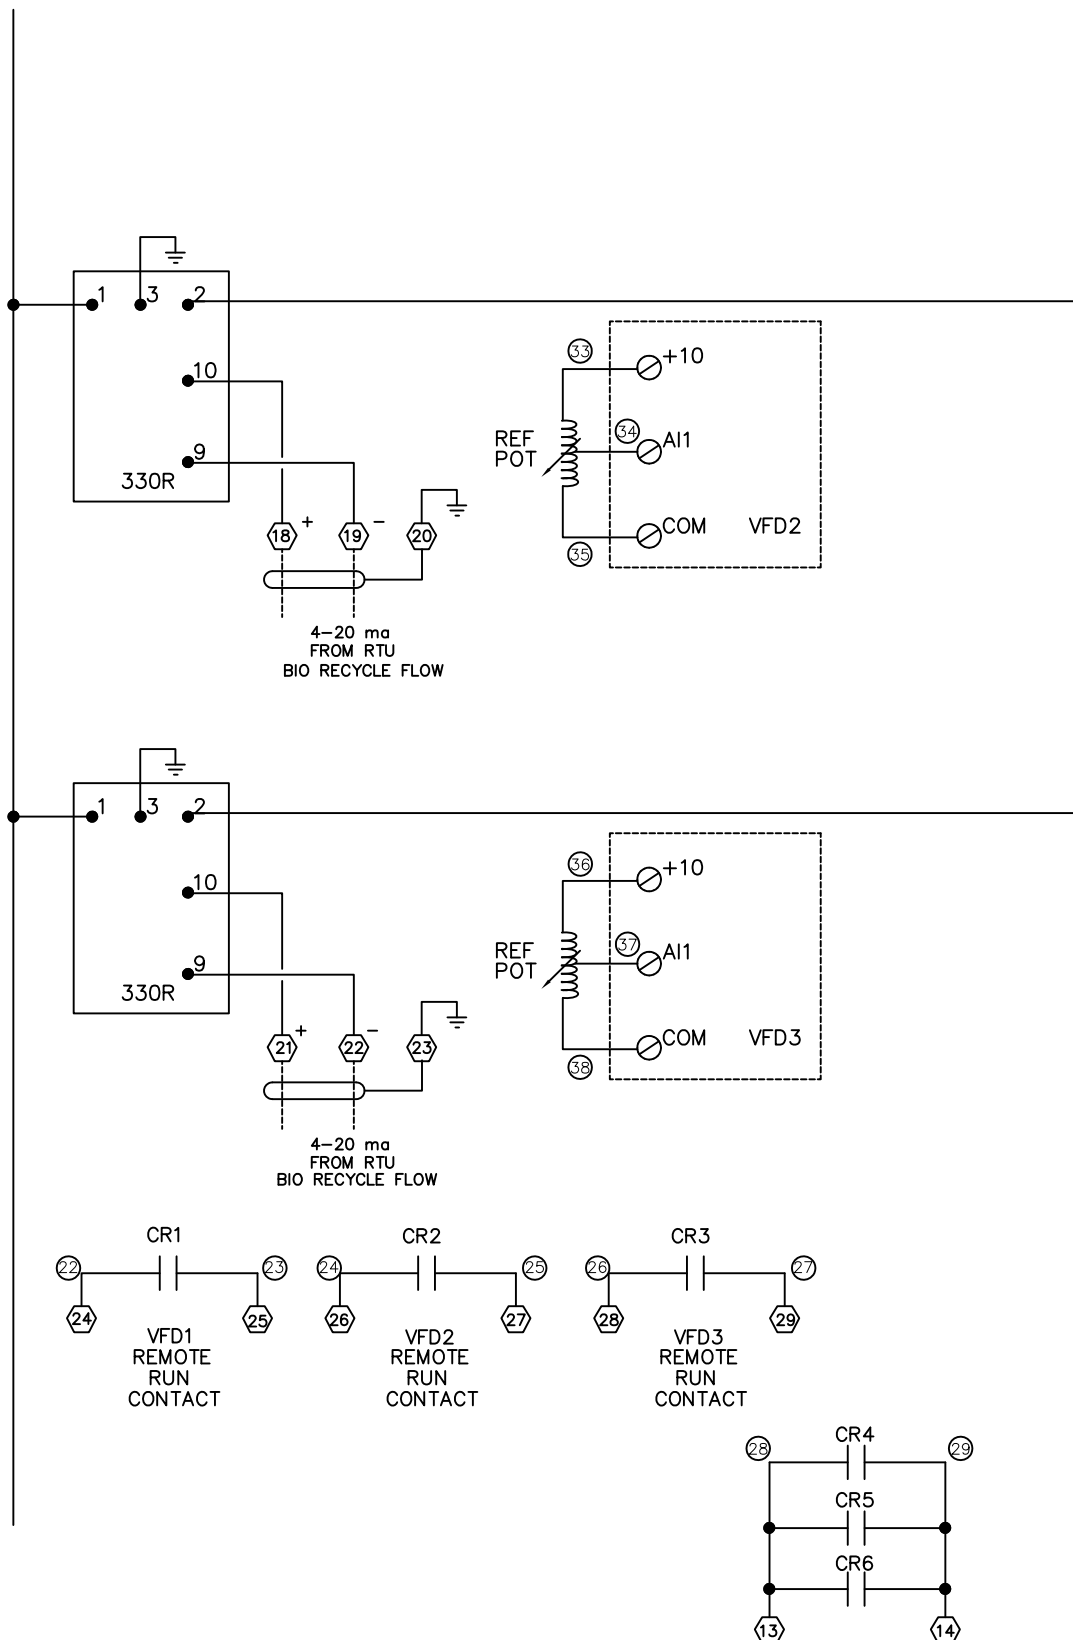 1
3
2
10
9
330R
18
+
19
−
20
4−20 ma
FROM RTU
BIO RECYCLE FLOW
33
+10
REF
POT
34
AI1
COM
VFD2
35
1
3
2
10
9
330R
21
+
22
−
23
4−20 ma
FROM RTU
BIO RECYCLE FLOW
36
+10
REF
POT
37
AI1
COM
VFD3
38
CR1
22
23
24
25
VFD1
REMOTE
RUN
CONTACT
CR2
24
25
26
27
VFD2
REMOTE
RUN
CONTACT
CR3
26
27
28
29
VFD3
REMOTE
RUN
CONTACT
28
CR4
29
CR5
CR6
13
14